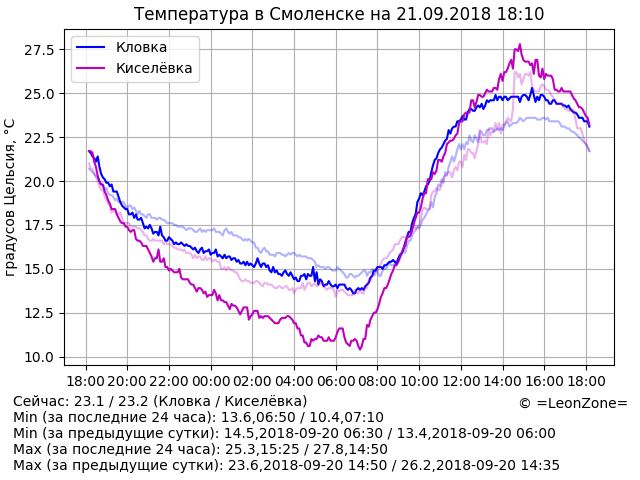 Температура в Смоленске на 21.09.2018 18:10
Кловка
Киселёвка
градусов Цельсия, °C
27.5
25.0
22.5
20.0
17.5
15.0
12.5
10.0
18:00 20:00 22:00 00:00 02:00 04:00 06:00 08:00 10:00 12:00 14:00 16:00 18:00
Сейчас: 23.1 / 23.2 (Кловка / Киселёвка)
© =LeonZone=
Min (за последние 24 часа): 13.6,06:50 / 10.4,07:10
Min (за предыдущие сутки): 14.5,2018-09-20 06:30 / 13.4,2018-09-20 06:00
Max (за последние 24 часа): 25.3,15:25 / 27.8,14:50
Max (за предыдущие сутки): 23.6,2018-09-20 14:50 / 26.2,2018-09-20 14:35